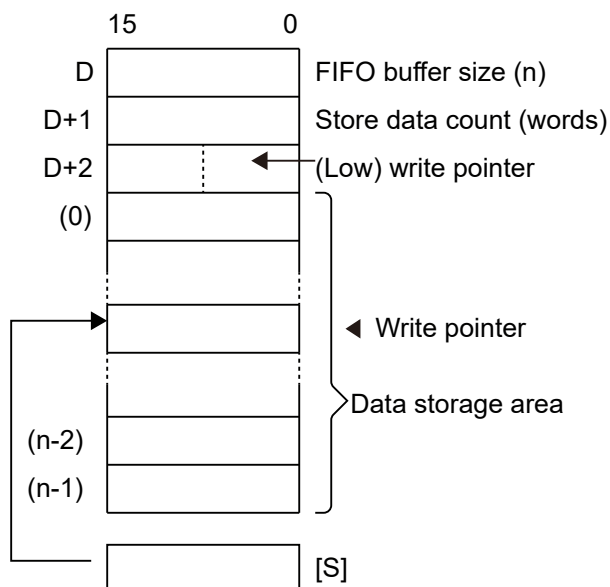 15 0
D FIFO buffer size (n)
D+1 Store data count (words)
D+2 (Low) write pointer
(0)
Write pointer
Data storage area
(n-2)
(n-1)
[S]